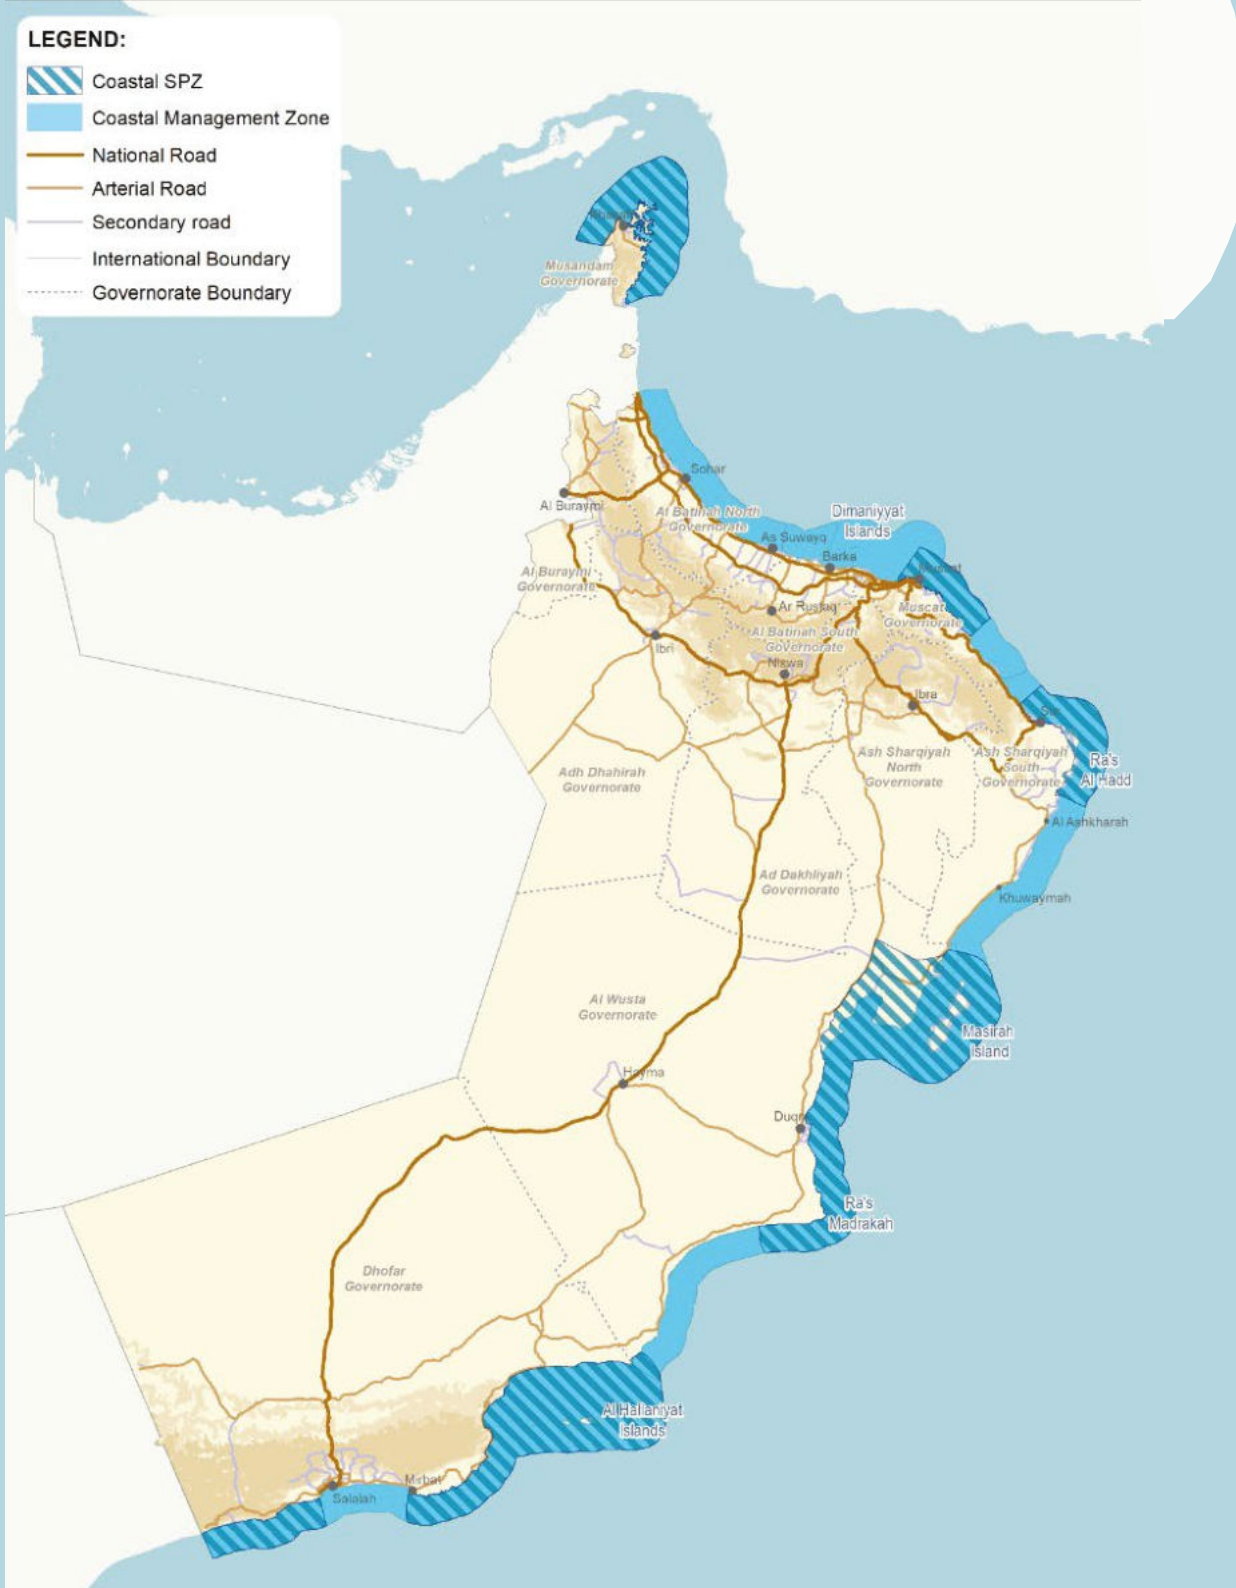 LEGEND:
Coastal SPZ
Coastal Management Zone
National Road
Arterial Road
Secondary road
International Boundary
Governorate Boundary
Musandam
Governorate
Sohar
Al Buraymi
Al Batinah North
Governorate
Dimaniyyat
Islands
As Suwayq
Barka
Al Buraymi
Governorate
Muscat
Ar Rustaq
Muscat
Governorate
Al Batinah South
Governorate
Ibri
Nizwa
Ibra
Sur
Ash Sharqiyah
North
Governorate
Ash Sharqiyah
South
Governorate
Ra's
Al Hadd
Adh Dhahirah
Governorate
Al Ashkharah
Ad Dakhliyah
Governorate
Khuwaymah
Al Wusta
Governorate
Masirah
Island
Hayma
Duqm
Ra's
Madrakah
Dhofar
Governorate
Al Hallaniyat
Islands
Mirbat
Salalah